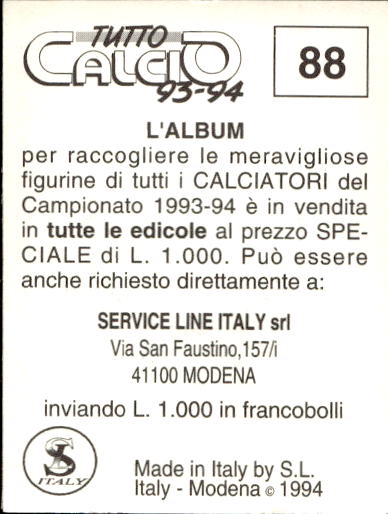 TUTTO
CALCIO
93-94
88
L'ALBUM
per raccogliere le meravigliose
figurine di tutti i CALCIATORI del
Campionato 1993-94 è in vendita
in tutte le edicole al prezzo SPE-
CIALE di L. 1.000. Può essere
anche richiesto direttamente a:
SERVICE LINE ITALY srl
Via San Faustino,157/i
41100 MODENA
inviando L. 1.000 in francobolli
SL
ITALY
Made in Italy by S.L.
Italy - Modena © 1994